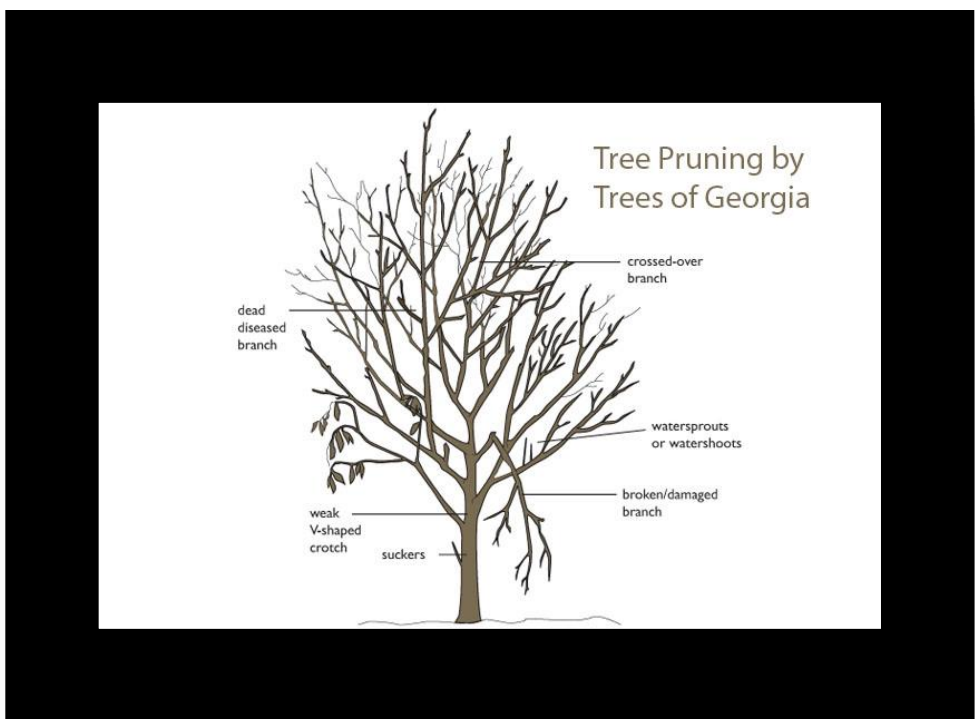 Tree Pruning by
Trees of Georgia
crossed-over
branch
dead
diseased
branch
watersprouts
or watershoots
broken/damaged
branch
weak
V-shaped
crotch
suckers